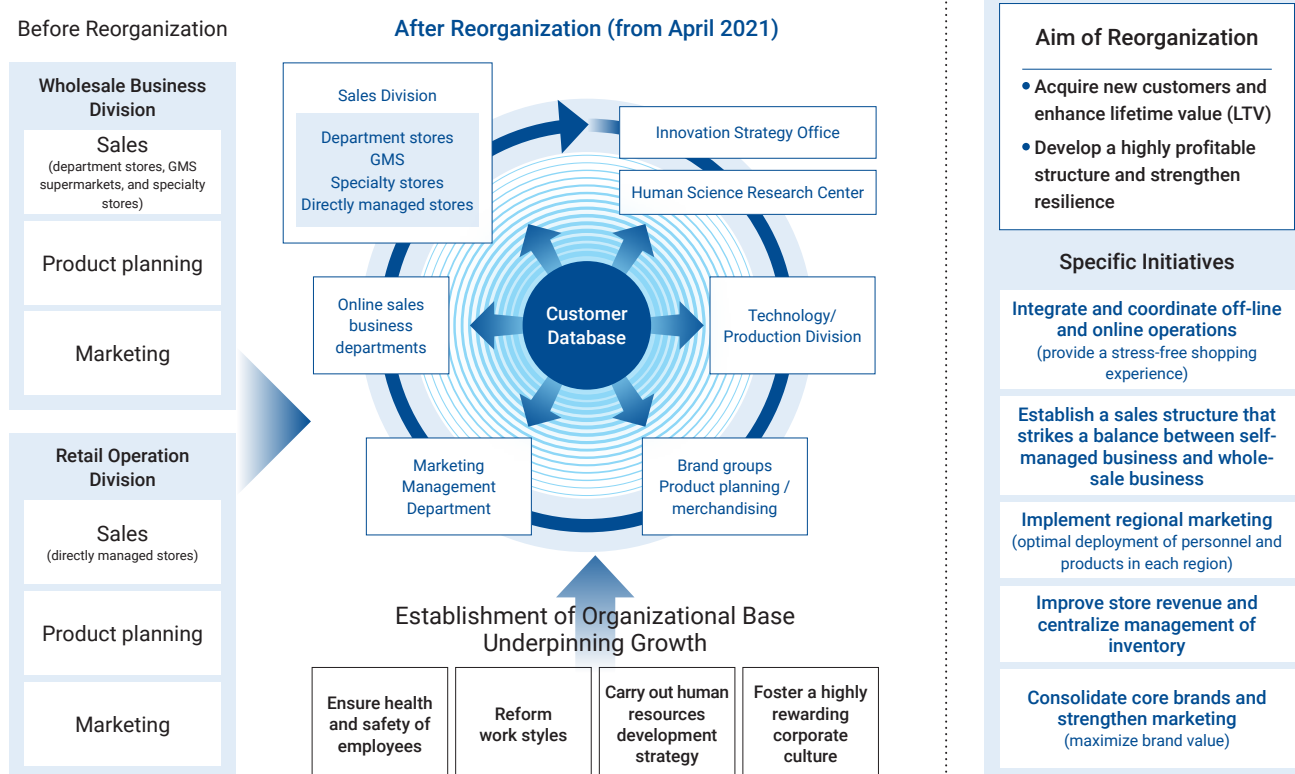 Before Reorganization
Wholesale Business
Division
Sales
(department stores, GMS
supermarkets, and specialty
stores)
Product planning
Marketing
Retail Operation
Division
Sales
(directly managed stores)
Product planning
Marketing
After Reorganization (from April 2021)
Sales Division
Department stores
GMS
Specialty stores
Directly managed stores
Innovation Strategy Office
Human Science Research Center
Online sales
business
departments
Customer
Database
Technology/
Production Division
Marketing
Management
Department
Brand groups
Product planning /
merchandising
Establishment of Organizational Base
Underpinning Growth
Ensure health
and safety of
employees
Reform
work styles
Carry out human
resources
development
strategy
Foster a highly
rewarding
corporate
culture
Aim of Reorganization
• Acquire new customers and
enhance lifetime value (LTV)
• Develop a highly profitable
structure and strengthen
resilience
Specific Initiatives
Integrate and coordinate off-line
and online operations
(provide a stress-free shopping
experience)
Establish a sales structure that
strikes a balance between self-
managed business and whole-
sale business
Implement regional marketing
(optimal deployment of personnel and
products in each region)
Improve store revenue and
centralize management of
inventory
Consolidate core brands and
strengthen marketing
(maximize brand value)